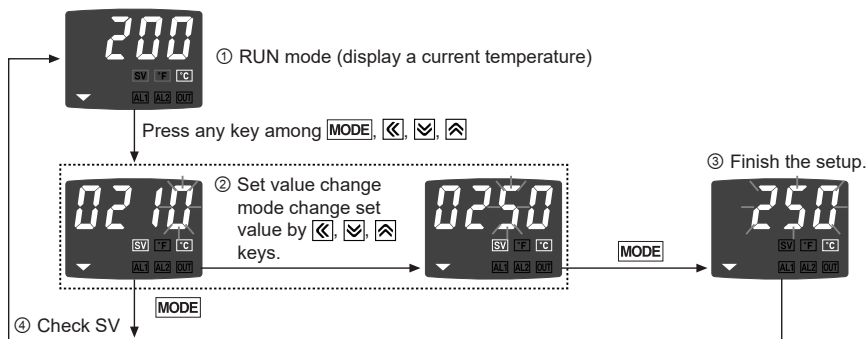 200
① RUN mode (display a current temperature)
SV °F °C
AL1 AL2 OUT
Press any key among MODE, «, ⨈, ⨇
③ Finish the setup.
0210
② Set value change
mode change set
value by «, ⨈, ⨇
keys.
0250
250
SV °F °C
SV °F °C
MODE
SV °F °C
AL1 AL2 OUT
AL1 AL2 OUT
AL1 AL2 OUT
MODE
④ Check SV